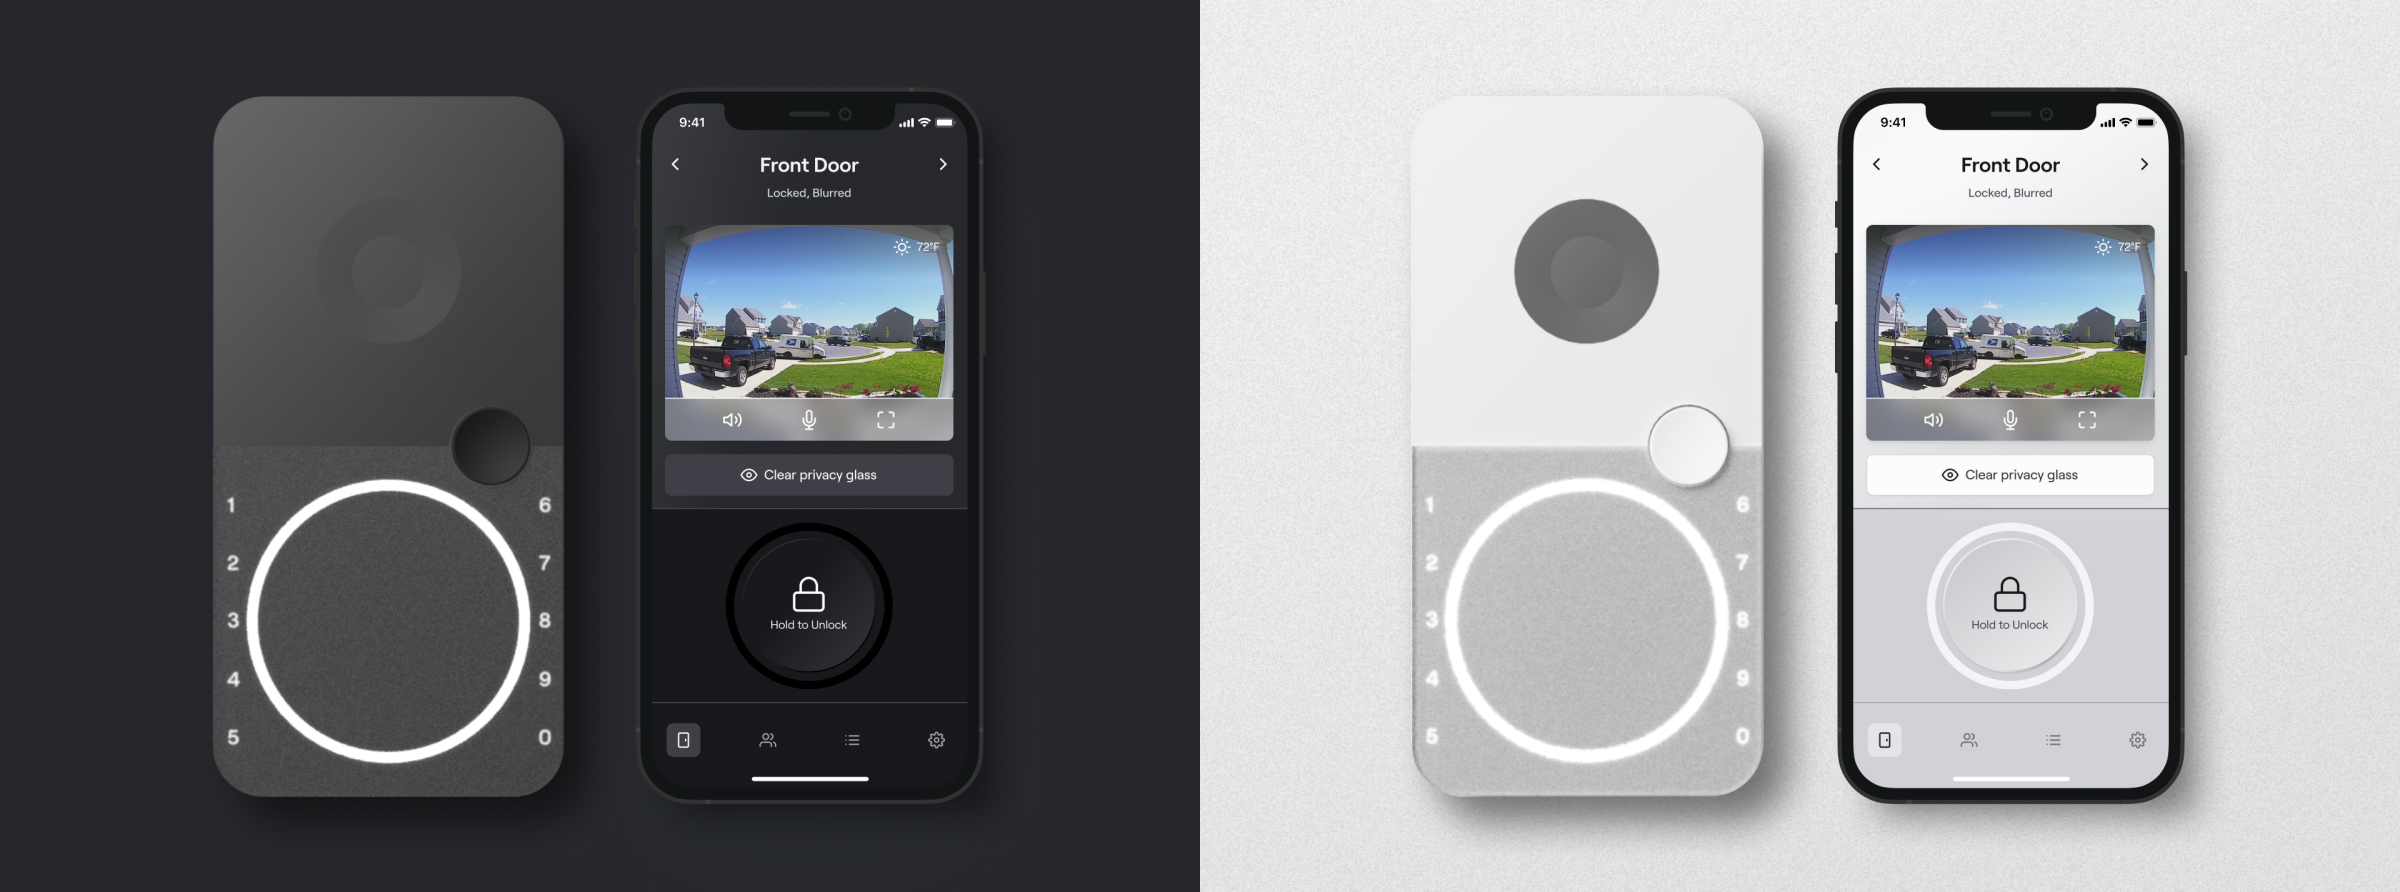 1
2
3
4
5
6
7
8
9
0
9:41
Front Door
Locked, Blurred
72°F
Clear privacy glass
Hold to Unlock
1
2
3
4
5
6
7
8
9
0
9:41
Front Door
Locked, Blurred
72°F
Clear privacy glass
Hold to Unlock